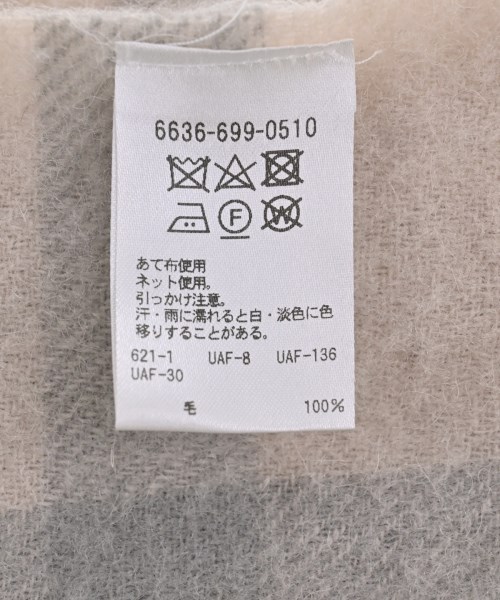 6636-699-0510
F W
あて布使用
ネット使用。
引っかけ注意。
汗・雨に濡れると白・淡色に色
移りすることがある。
621-1 UAF-8 UAF-136
UAF-30
毛 100%